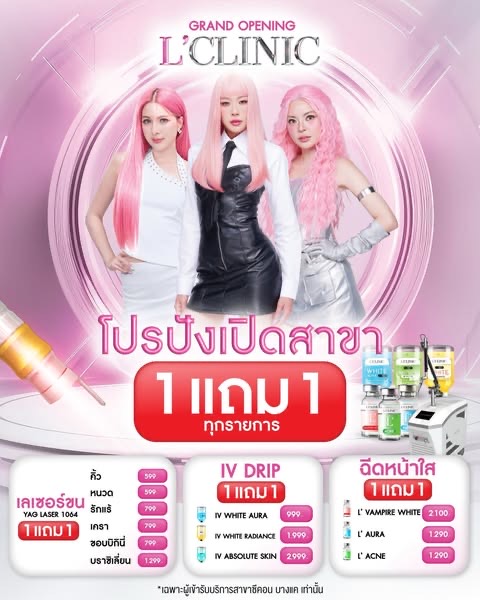 GRAND OPENING
L'CLINIC
โปรปังเปิดสาขา
1 แถม 1
ทุกรายการ
เลเซอร์ขน
YAG LASER 1064
1 แถม 1
คิ้ว 599
หนวด 599
รักแร้ 799
เครา 799
ขอบบิกินี่ 799
บราซิเลี่ยน 1299
IV DRIP
1 แถม 1
IV WHITE AURA 999
IV WHITE RADIANCE 1.999
IV ABSOLUTE SKIN 2.999
ฉีดหน้าใส
1 แถม 1
L' VAMPIRE WHITE 2.100
L' AURA 1.290
L' ACNE 1.290
*เฉพาะผู้เข้ารับบริการสาขาซีคอน บางแค เท่านั้น